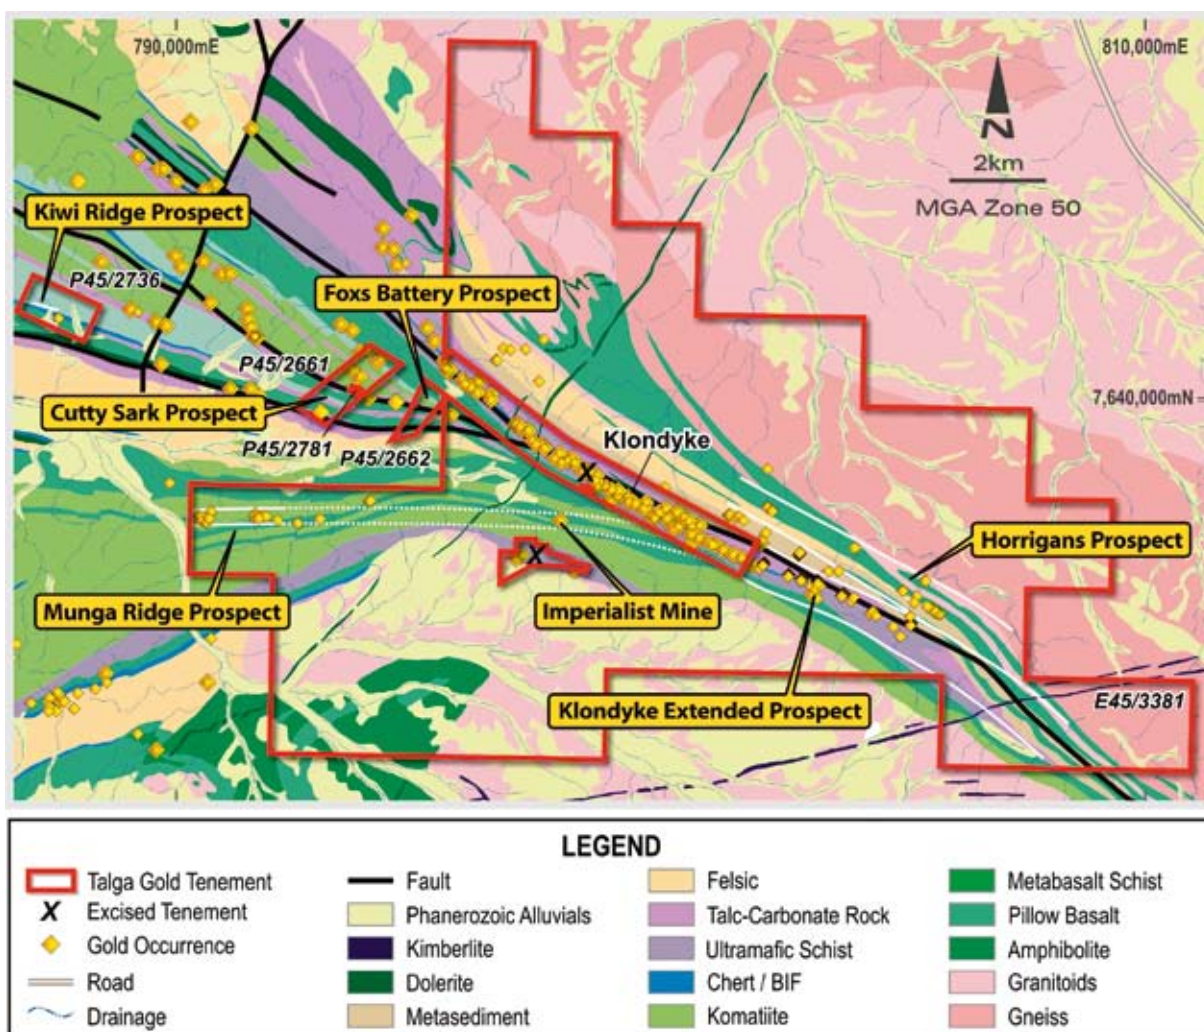 790,000mE
810,000mE
N
2km
MGA Zone 50
Kiwi Ridge Prospect
P45/2736
Foxs Battery Prospect
P45/2661
Cutty Sark Prospect
7,640,000mN
P45/2781
P45/2662
Klondyke
X
Horrigans Prospect
X
Munga Ridge Prospect
Imperialist Mine
Klondyke Extended Prospect
E45/3381
LEGEND
Talga Gold Tenement
X Excised Tenement
Gold Occurrence
Road
Drainage
Fault
Phanerozoic Alluvials
Kimberlite
Dolerite
Metasediment
Felsic
Talc-Carbonate Rock
Ultramafic Schist
Chert / BIF
Komatiite
Metabasalt Schist
Pillow Basalt
Amphibolite
Granitoids
Gneiss